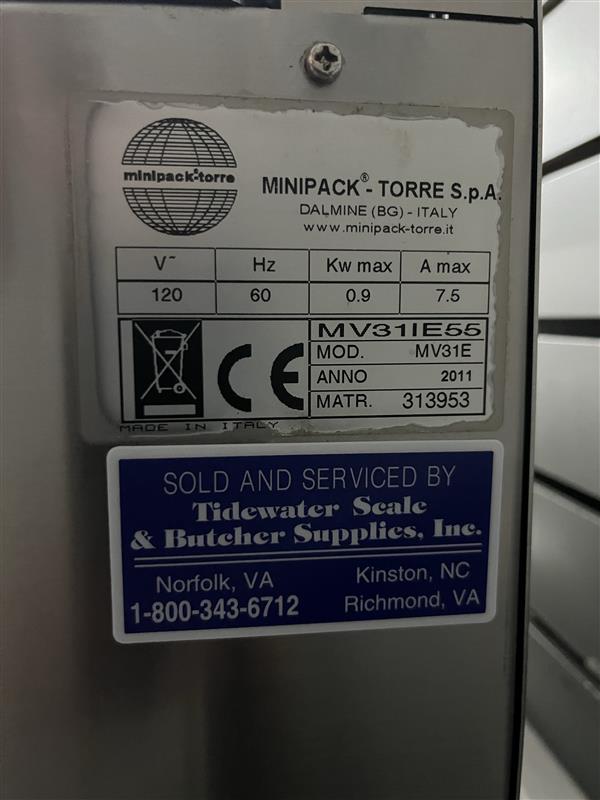 minipack-torre
MINIPACK®- TORRE S.p.A.
DALMINE (BG) - ITALY
www.minipack-torre.it
V~ Hz Kw max A max
120 60 0.9 7.5
MV31IE55
MOD. MV31E
ANNO 2011
MATR. 313953
CE
MADE IN ITALY
SOLD AND SERVICED BY
Tidewater Scale
& Butcher Supplies, Inc.
Norfolk, VA Kinston, NC
1-800-343-6712 Richmond, VA